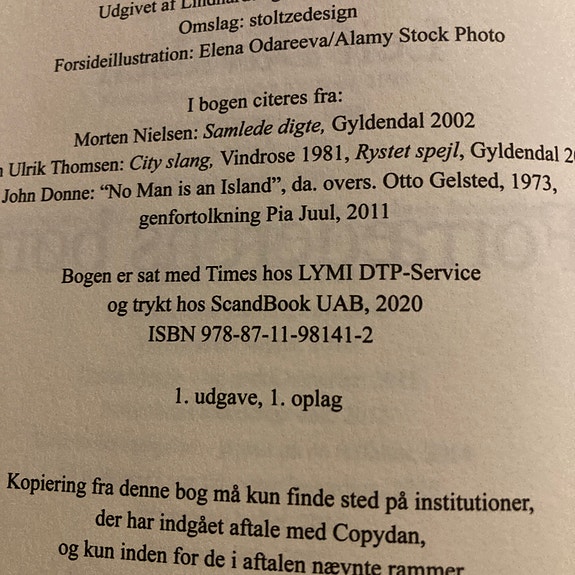 Udgivet af
Omslag: stoltzedesign
Forsideillustration: Elena Odareeva/Alamy Stock Photo
I bogen citeres fra:
Morten Nielsen: Samlede digte, Gyldendal 2002
Ulrik Thomsen: City slang, Vindrose 1981, Rystet spejl, Gyldendal
John Donne: “No Man is an Island”, da. overs. Otto Gelsted, 1973,
genfortolkning Pia Juul, 2011
Bogen er sat med Times hos LYMI DTP-Service
og trykt hos ScandBook UAB, 2020
ISBN 978-87-11-98141-2
1. udgave, 1. oplag
Kopiering fra denne bog må kun finde sted på institutioner,
der har indgået aftale med Copydan,
og kun inden for de i aftalen nævnte rammer